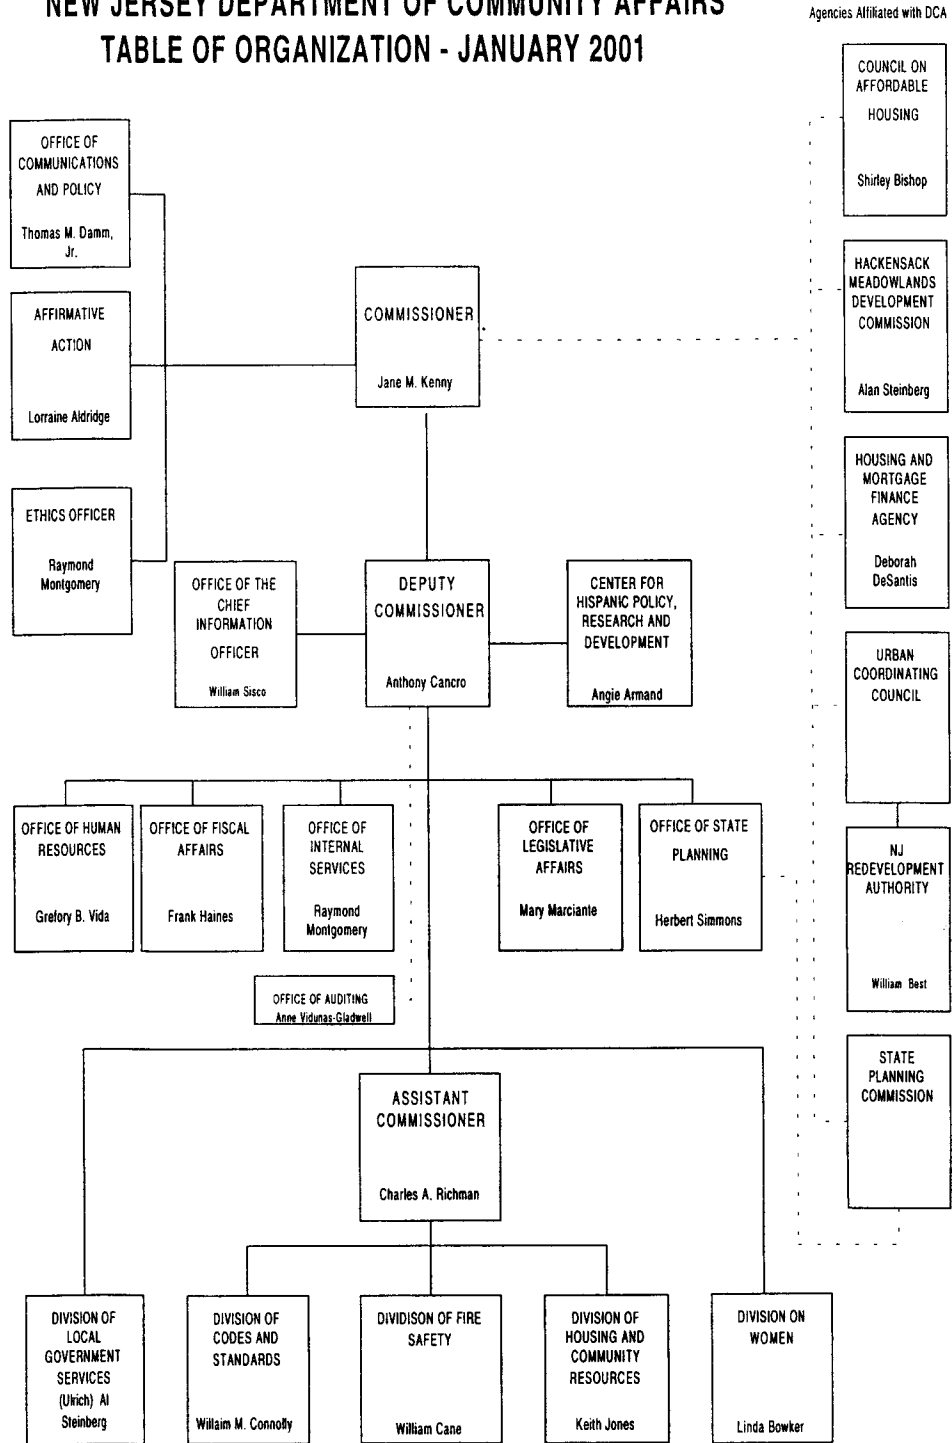 NEW JERSEY DEPARTMENT OF COMMUNITY AFFAIRS
TABLE OF ORGANIZATION - JANUARY 2001
Agencies Affiliated with DCA
COUNCIL ON
AFFORDABLE
HOUSING
Shirley Bishop
OFFICE OF
COMMUNICATIONS
AND POLICY
Thomas M. Damm,
Jr.
HACKENSACK
MEADOWLANDS
DEVELOPMENT
COMMISSION
Alan Steinberg
AFFIRMATIVE
ACTION
Lorraine Aldridge
COMMISSIONER
Jane M. Kenny
HOUSING AND
MORTGAGE
FINANCE
AGENCY
Deborah
DeSantis
ETHICS OFFICER
Raymond
Montgomery
OFFICE OF THE
CHIEF
INFORMATION
OFFICER
William Sisco
DEPUTY
COMMISSIONER
Anthony Cancro
CENTER FOR
HISPANIC POLICY,
RESEARCH AND
DEVELOPMENT
Angie Armand
URBAN
COORDINATING
COUNCIL
OFFICE OF HUMAN
RESOURCES
Grefory B. Vida
OFFICE OF FISCAL
AFFAIRS
Frank Haines
OFFICE OF
INTERNAL
SERVICES
Raymond
Montgomery
OFFICE OF
LEGISLATIVE
AFFAIRS
Mary Marciante
OFFICE OF STATE
PLANNING
Herbert Simmons
NJ
REDEVELOPMENT
AUTHORITY
William Best
OFFICE OF AUDITING
Anne Vidunas-Gladwell
STATE
PLANNING
COMMISSION
ASSISTANT
COMMISSIONER
Charles A. Richman
DIVISION OF
LOCAL
GOVERNMENT
SERVICES
(Ulrich) Al
Steinberg
DIVISION OF
CODES AND
STANDARDS
Willaim M. Connolly
DIVIDISON OF FIRE
SAFETY
William Cane
DIVISION OF
HOUSING AND
COMMUNITY
RESOURCES
Keith Jones
DIVISION ON
WOMEN
Linda Bowker